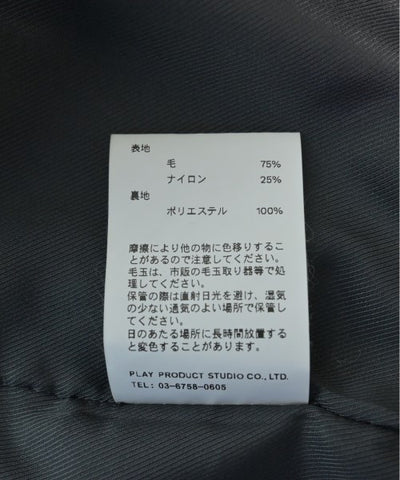 表地
毛 75%
ナイロン 25%
裏地
ポリエステル 100%
摩擦により他の物に色移りするこ
とがあるので注意してください。
毛玉は、市販の毛玉取り器等で処
理してください。
保管の際は直射日光を避け、湿気
の少ない通気のよい場所で保管し
てください。
日のあたる場所に長時間放置する
と変色することがあります。
PLAY PRODUCT STUDIO CO., LTD.
TEL: 03-6758-0605